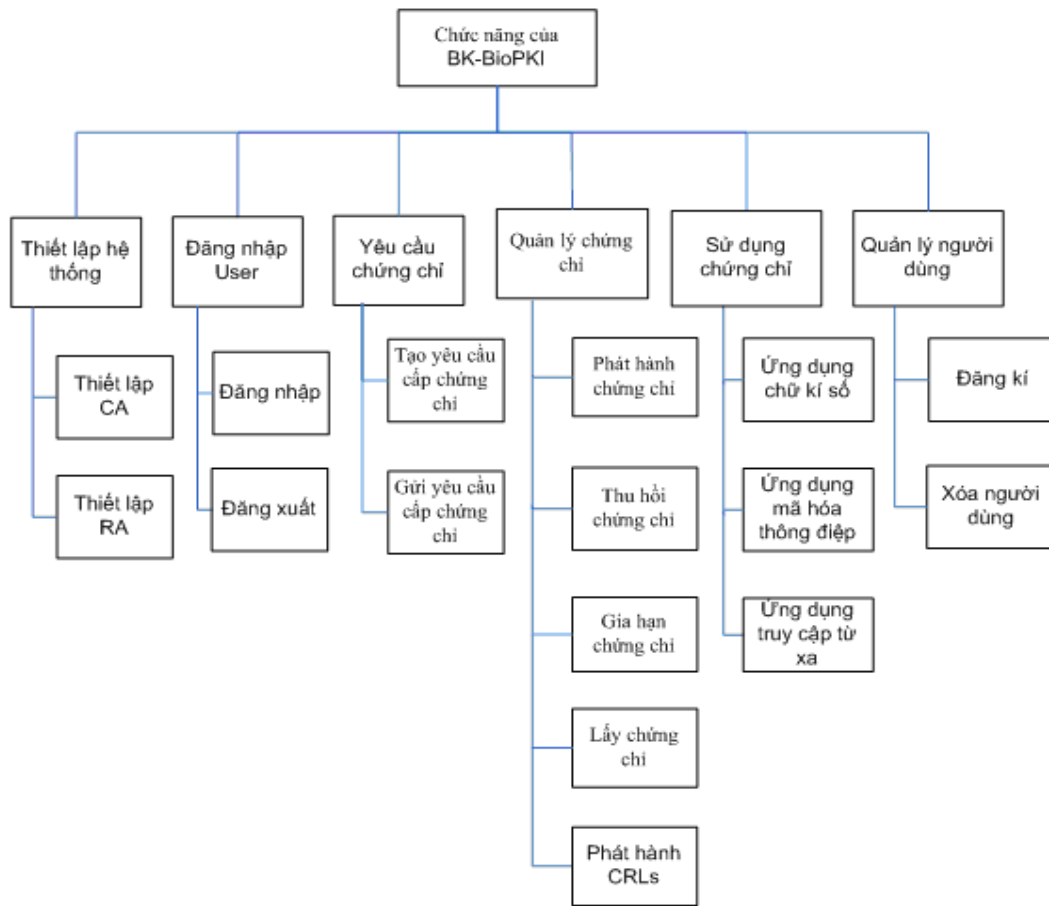 Chức năng của
BK-BioPKI
Thiết lập hệ
thống
Đăng nhập
User
Yêu cầu
chứng chỉ
Quản lý chứng
chỉ
Sử dụng
chứng chỉ
Quản lý người
dùng
Thiết lập
CA
Thiết lập
RA
Đăng nhập
Đăng xuất
Tạo yêu cầu
cấp chứng
chỉ
Gửi yêu cầu
cấp chứng
chỉ
Phát hành
chứng chỉ
Thu hồi
chứng chỉ
Gia hạn
chứng chỉ
Lấy chứng
chỉ
Phát hành
CRLs
Ứng dụng
chữ kí số
Ứng dụng
mã hóa
thông điệp
Ứng dụng
truy cập từ
xa
Đăng kí
Xóa người
dùng